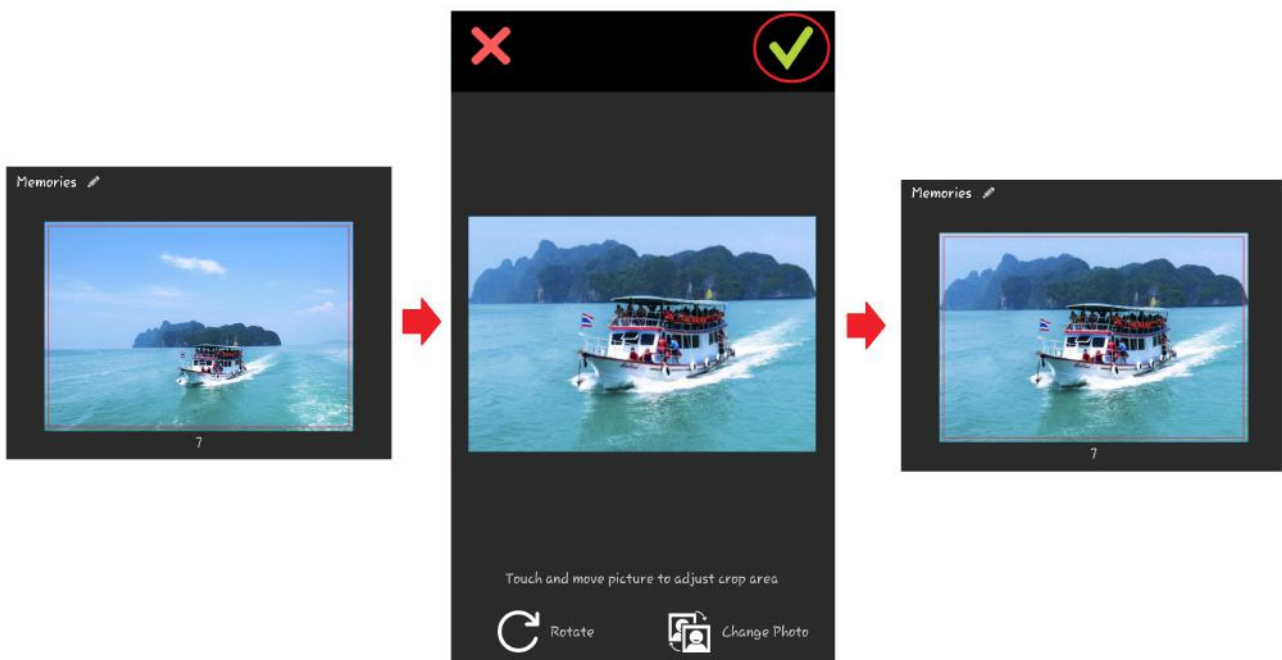 Memories
7
Touch and move picture to adjust crop area
Rotate
Change Photo
Memories
7